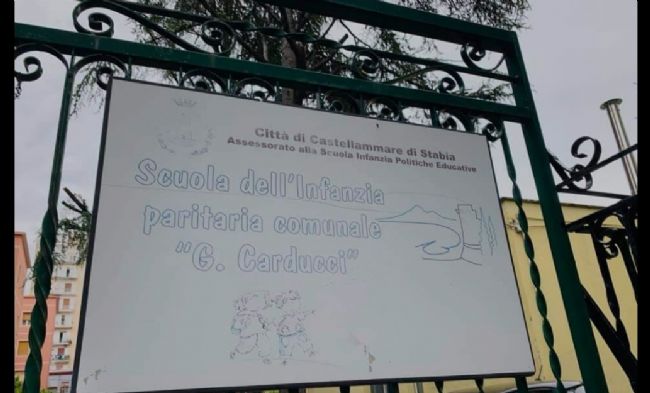 Città di Castellammare di Stabia
Assessorato alla Scuola Infanzia Politiche Educative
Scuola dell'Infanzia
paritaria comunale
"G. Carducci"